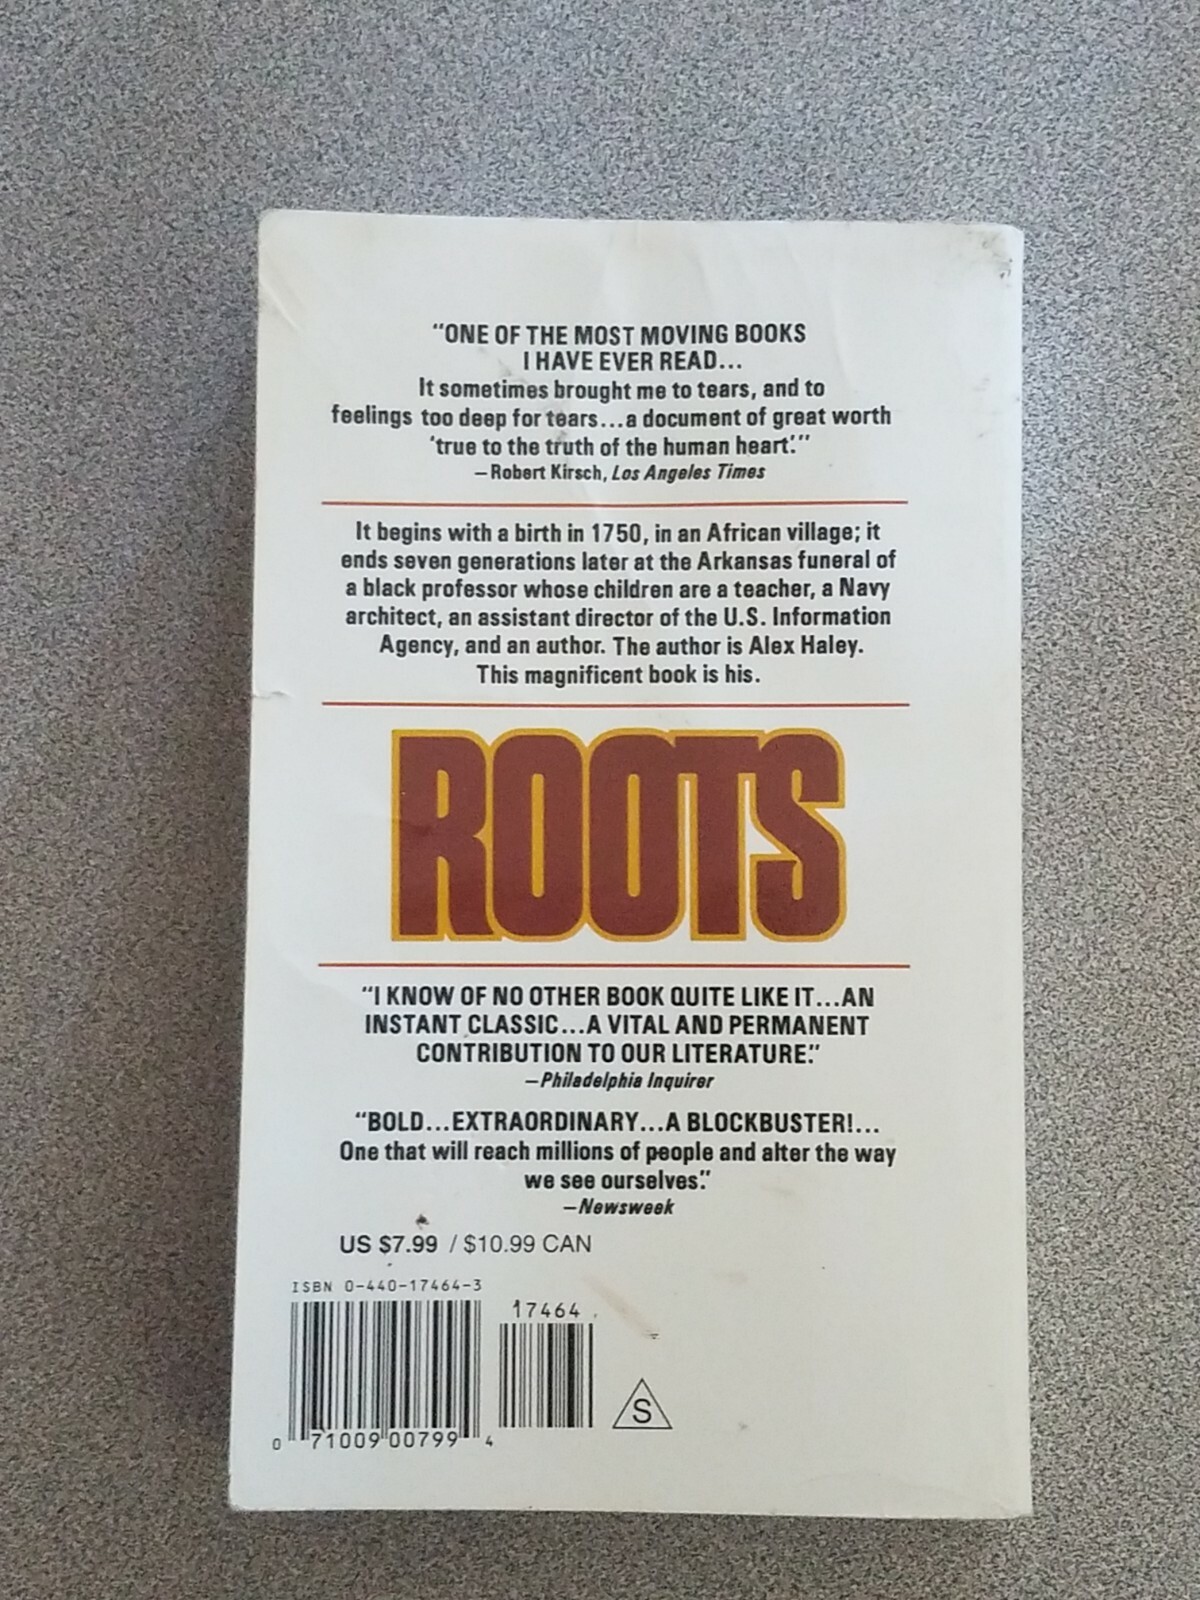 "ONE OF THE MOST MOVING BOOKS
I HAVE EVER READ...
It sometimes brought me to tears, and to
feelings too deep for tears...a document of great worth
'true to the truth of the human heart.'"
—Robert Kirsch, Los Angeles Times
It begins with a birth in 1750, in an African village; it
ends seven generations later at the Arkansas funeral of
a black professor whose children are a teacher, a Navy
architect, an assistant director of the U.S. Information
Agency, and an author. The author is Alex Haley.
This magnificent book is his.
ROOTS
"I KNOW OF NO OTHER BOOK QUITE LIKE IT...AN
INSTANT CLASSIC...A VITAL AND PERMANENT
CONTRIBUTION TO OUR LITERATURE."
—Philadelphia Inquirer
"BOLD...EXTRAORDINARY...A BLOCKBUSTER!...
One that will reach millions of people and alter the way
we see ourselves."
—Newsweek
US $7.99 / $10.99 CAN
ISBN 0-440-17464-3
17464
S
0 71009 00799 4